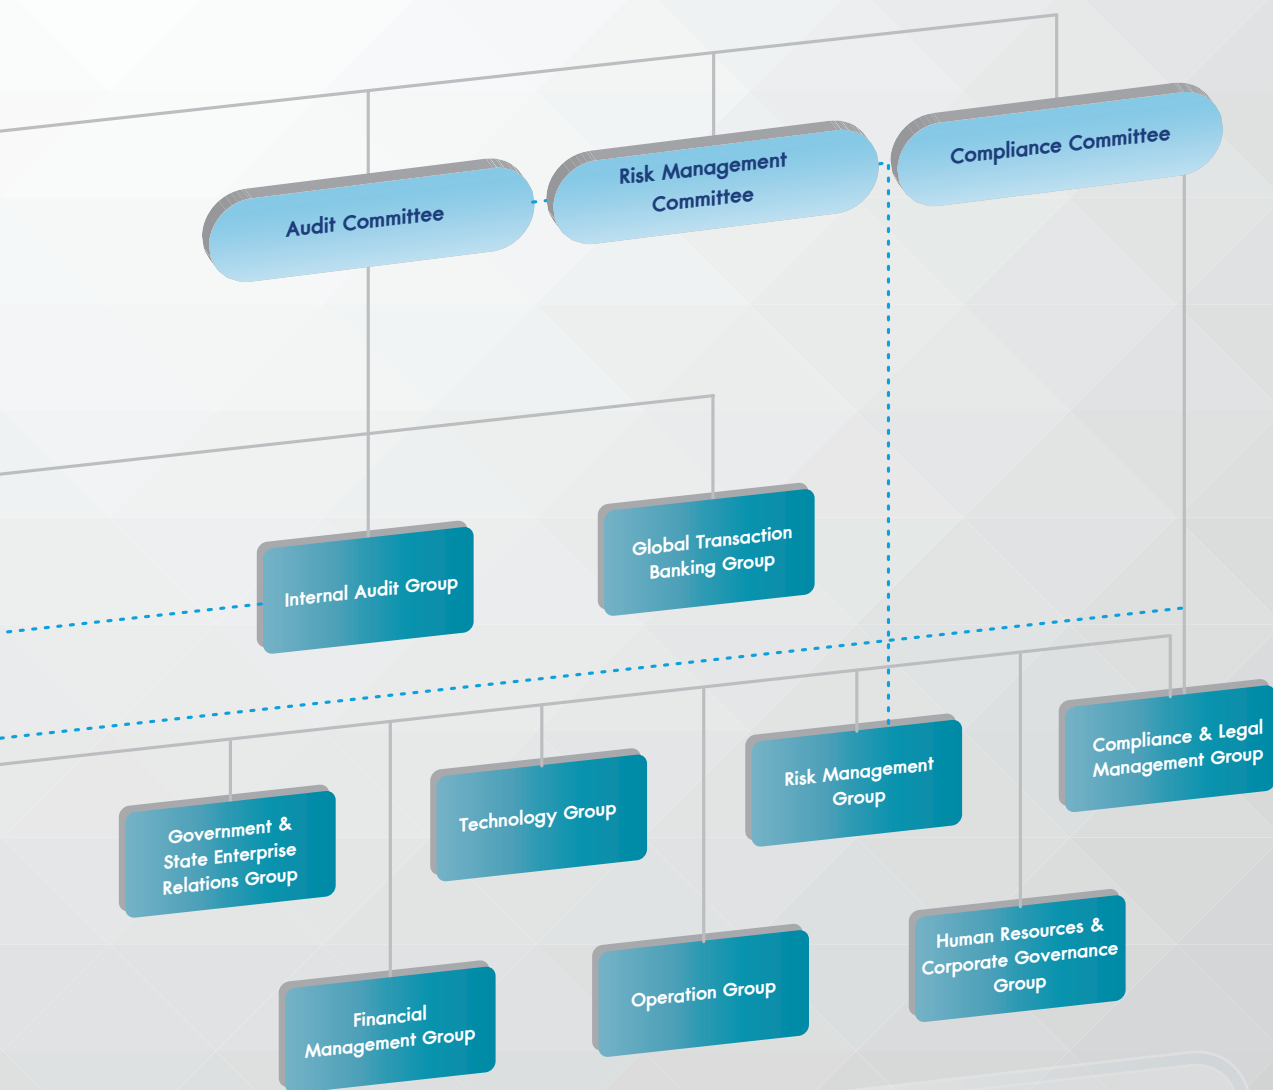 Compliance Committee
Risk Management
Committee
Audit Committee
Global Transaction
Banking Group
Internal Audit Group
Compliance & Legal
Management Group
Risk Management
Group
Technology Group
Government &
State Enterprise
Relations Group
Human Resources &
Corporate Governance
Group
Operation Group
Financial
Management Group